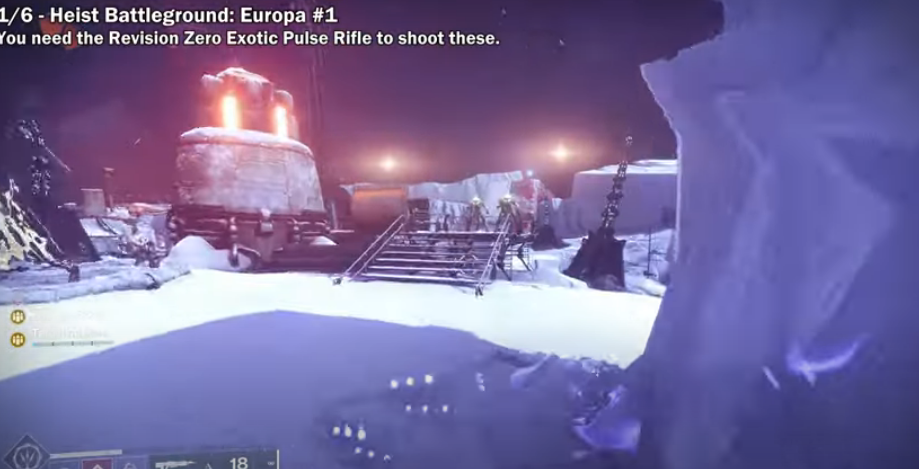 1/6 - Heist Battleground: Europa #1
You need the Revision Zero Exotic Pulse Rifle to shoot these.
18